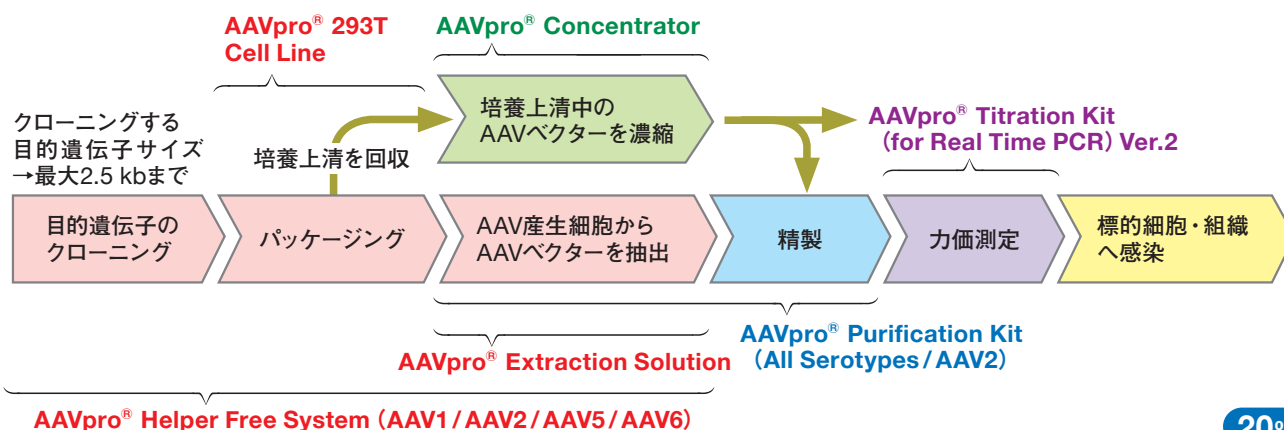 AAVpro® 293T
Cell Line
AAVpro® Concentrator
クローニングする
目的遺伝子サイズ
→最大2.5 kbまで
培養上清を回収
培養上清中の
AAVベクターを濃縮
AAVpro® Titration Kit
(for Real Time PCR) Ver.2
目的遺伝子の
クローニング
パッケージング
AAV産生細胞から
AAVベクターを抽出
精製
力価測定
標的細胞・組織
へ感染
AAVpro® Purification Kit
(All Serotypes/AAV2)
AAVpro® Extraction Solution
AAVpro® Helper Free System (AAV1/AAV2/AAV5/AAV6)